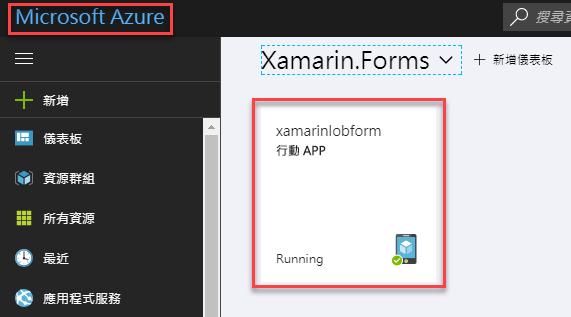 Microsoft Azure
搜尋資
Xamarin.Forms
新增儀表板
新增
儀表板
資源群組
所有資源
最近
應用程式服務
xamarinlobform
行動 APP
Running